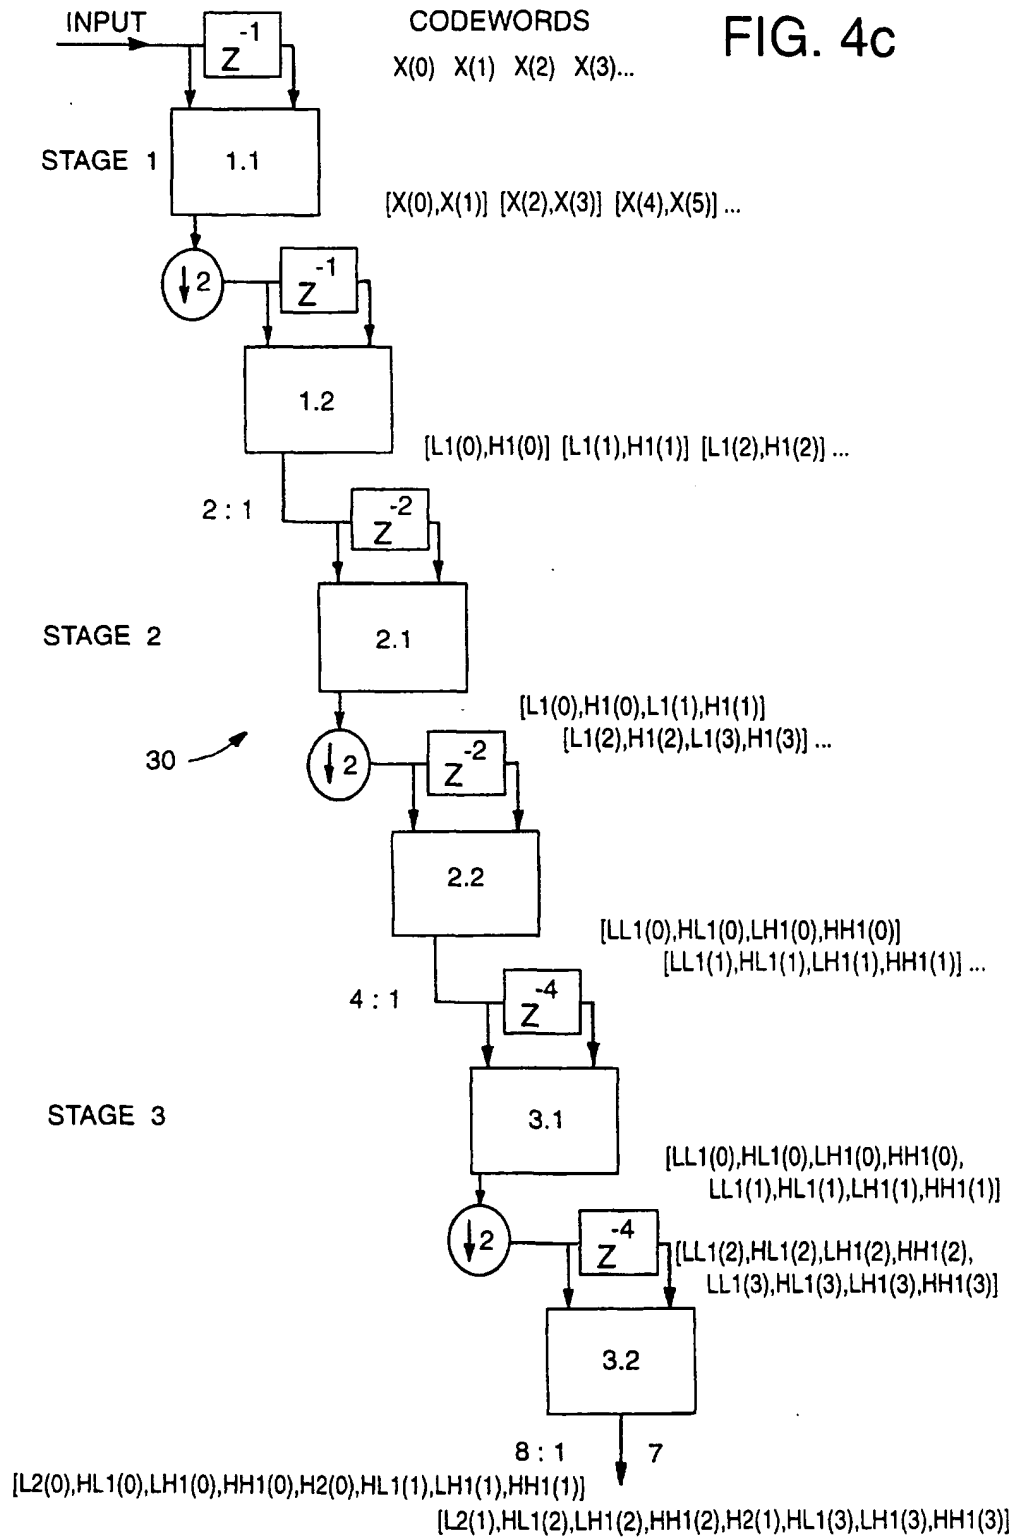 INPUT
Z-1
CODEWORDS
FIG. 4c
X(0) X(1) X(2) X(3)...
STAGE 1
1.1
[X(0),X(1)] [X(2),X(3)] [X(4),X(5)] ...
↓2
Z-1
1.2
[L1(0),H1(0)] [L1(1),H1(1)] [L1(2),H1(2)] ...
2 : 1
Z-2
STAGE 2
2.1
[L1(0),H1(0),L1(1),H1(1)]
[L1(2),H1(2),L1(3),H1(3)] ...
30
↓2
Z-2
2.2
[LL1(0),HL1(0),LH1(0),HH1(0)]
[LL1(1),HL1(1),LH1(1),HH1(1)] ...
4 : 1
Z-4
STAGE 3
3.1
[LL1(0),HL1(0),LH1(0),HH1(0),
LL1(1),HL1(1),LH1(1),HH1(1)]
↓2
Z-4
[LL1(2),HL1(2),LH1(2),HH1(2),
LL1(3),HL1(3),LH1(3),HH1(3)]
3.2
8 : 1
7
[L2(0),HL1(0),LH1(0),HH1(0),H2(0),HL1(1),LH1(1),HH1(1)]
[L2(1),HL1(2),LH1(2),HH1(2),H2(1),HL1(3),LH1(3),HH1(3)]